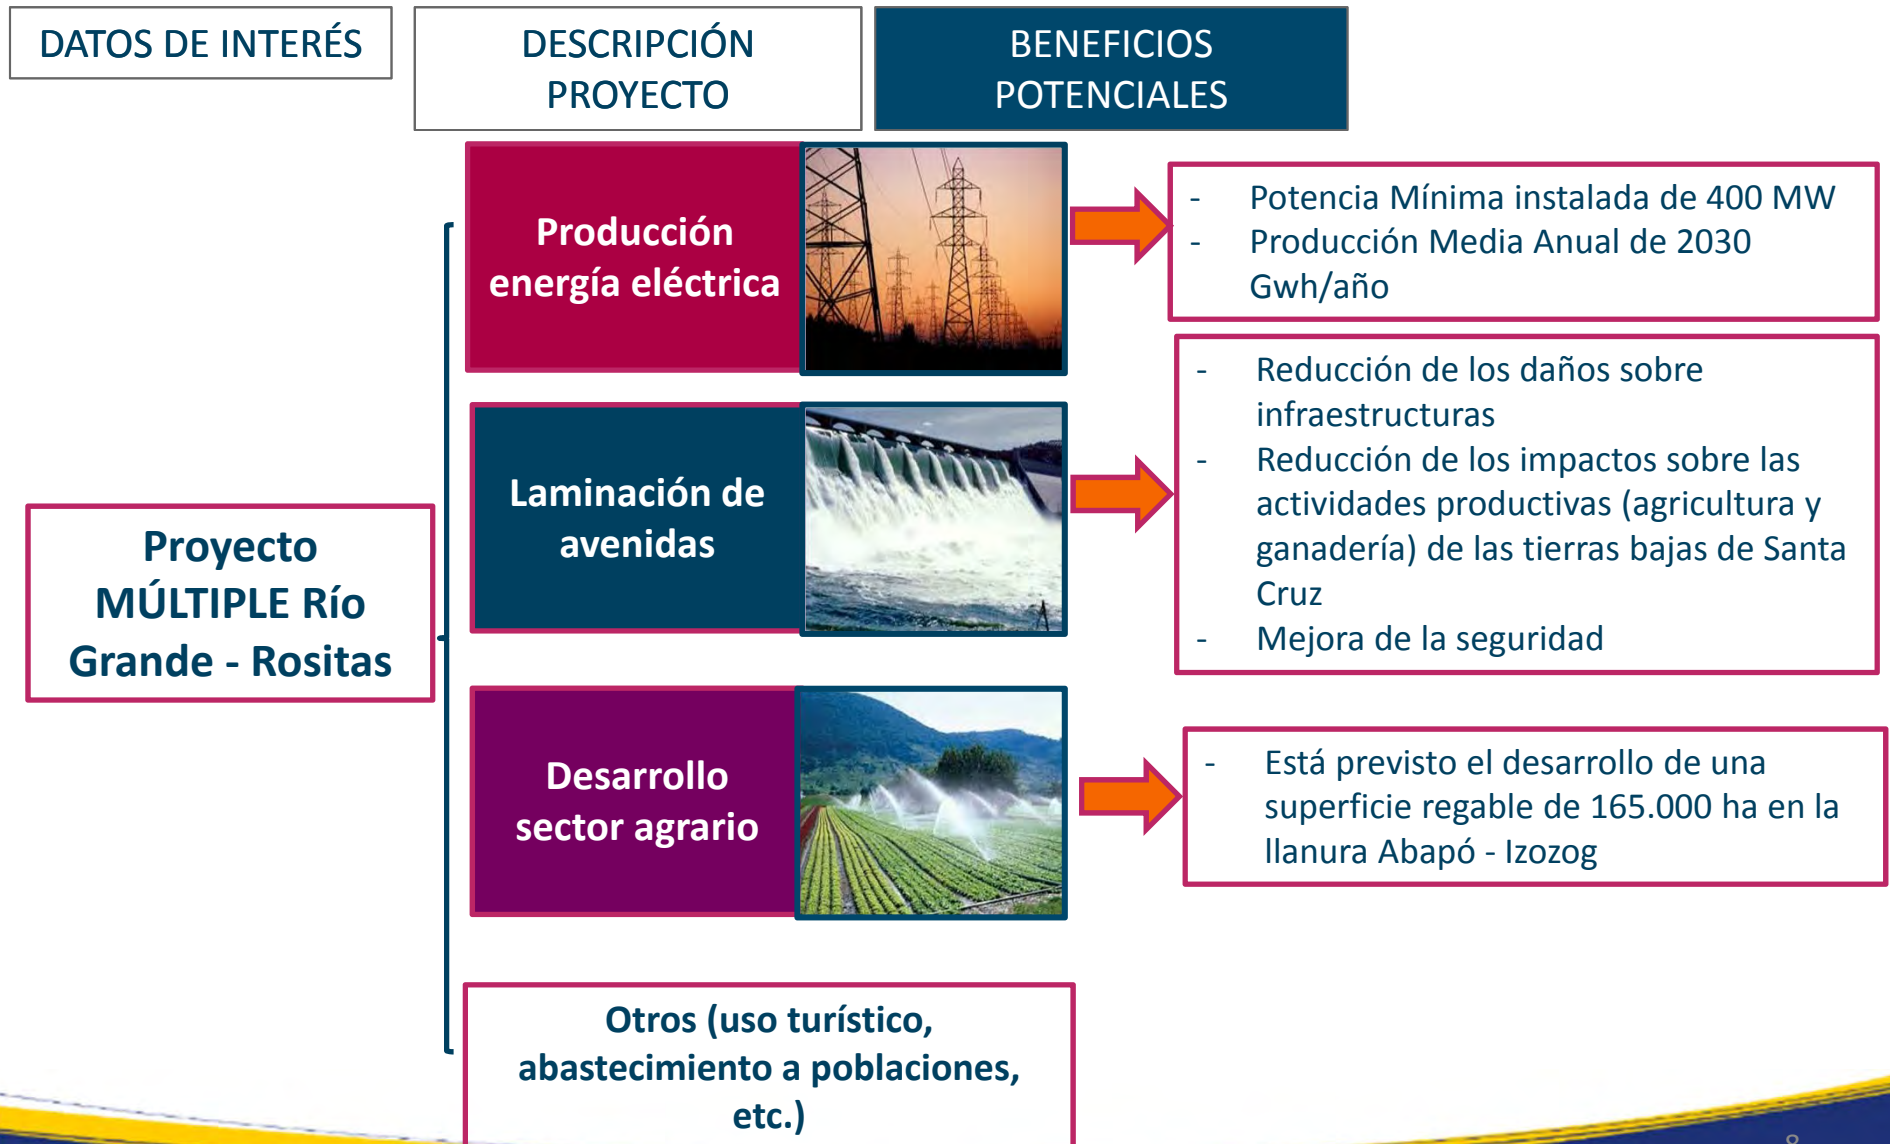 DATOS DE INTERÉS
DESCRIPCIÓN
PROYECTO
BENEFICIOS
POTENCIALES
Proyecto
MÚLTIPLE Río
Grande - Rositas
Producción
energía eléctrica
- Potencia Mínima instalada de 400 MW
- Producción Media Anual de 2030
Gwh/año
Laminación de
avenidas
- Reducción de los daños sobre
infraestructuras
- Reducción de los impactos sobre las
actividades productivas (agricultura y
ganadería) de las tierras bajas de Santa
Cruz
- Mejora de la seguridad
Desarrollo
sector agrario
- Está previsto el desarrollo de una
superficie regable de 165.000 ha en la
llanura Abapó - Izozog
Otros (uso turístico,
abastecimiento a poblaciones,
etc.)